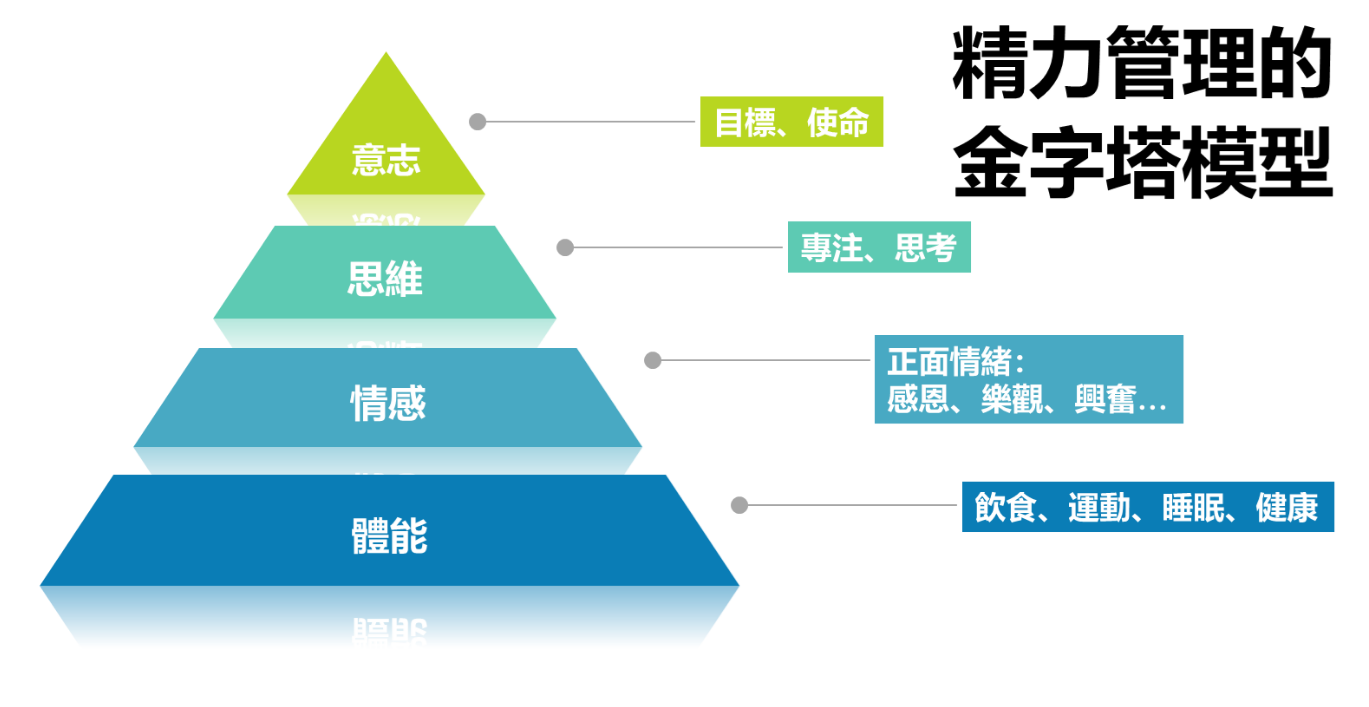 精力管理的
金字塔模型
意志
目標、使命
思維
專注、思考
情感
正面情緒：
感恩、樂觀、興奮…
體能
飲食、運動、睡眠、健康